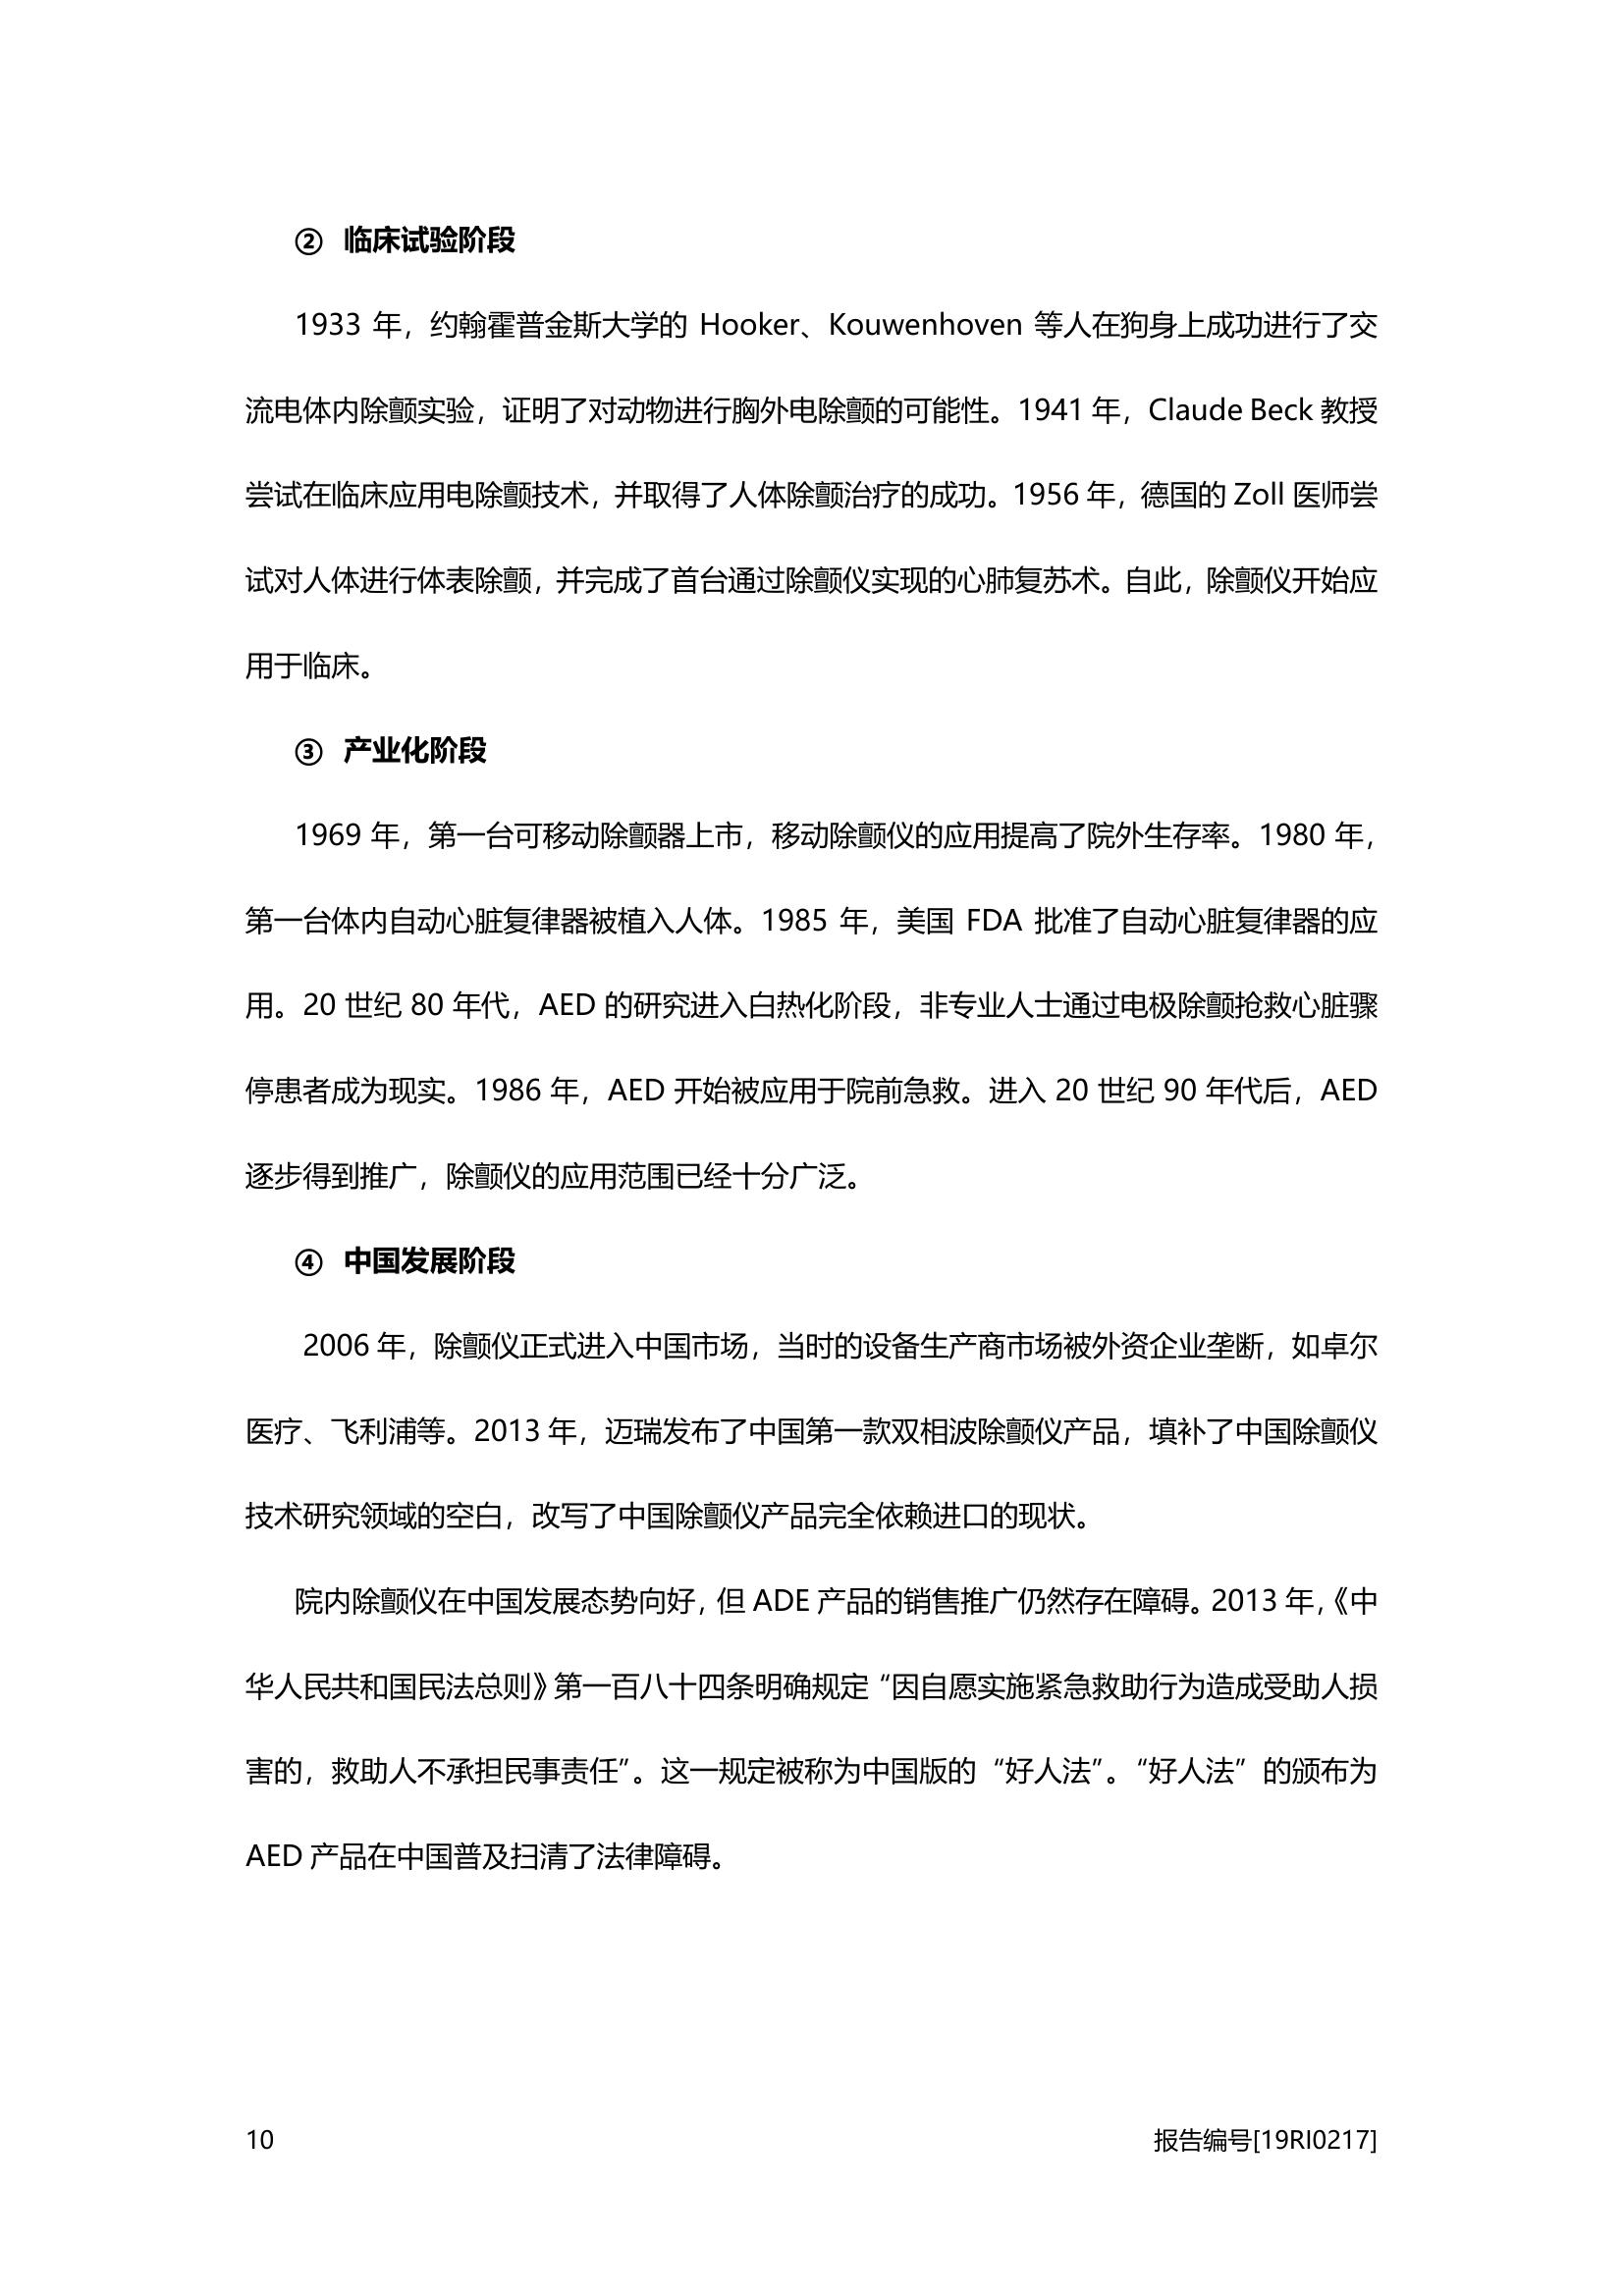 ② 临床试验阶段
1933 年，约翰霍普金斯大学的 Hooker、Kouwenhoven 等人在狗身上成功进行了交
流电体内除颤实验，证明了对动物进行胸外电除颤的可能性。1941 年，Claude Beck 教授
尝试在临床应用电除颤技术，并取得了人体除颤治疗的成功。1956 年，德国的 Zoll 医师尝
试对人体进行体表除颤，并完成了首台通过除颤仪实现的心肺复苏术。自此，除颤仪开始应
用于临床。
③ 产业化阶段
1969 年，第一台可移动除颤器上市，移动除颤仪的应用提高了院外生存率。1980 年，
第一台体内自动心脏复律器被植入人体。1985 年，美国 FDA 批准了自动心脏复律器的应
用。20 世纪 80 年代，AED 的研究进入白热化阶段，非专业人士通过电极除颤抢救心脏骤
停患者成为现实。1986 年，AED 开始被应用于院前急救。进入 20 世纪 90 年代后，AED
逐步得到推广，除颤仪的应用范围已经十分广泛。
④ 中国发展阶段
2006 年，除颤仪正式进入中国市场，当时的设备生产商市场被外资企业垄断，如卓尔
医疗、飞利浦等。2013 年，迈瑞发布了中国第一款双相波除颤仪产品，填补了中国除颤仪
技术研究领域的空白，改写了中国除颤仪产品完全依赖进口的现状。
院内除颤仪在中国发展态势向好，但 ADE 产品的销售推广仍然存在障碍。2013 年，《中
华人民共和国民法总则》第一百八十四条明确规定“因自愿实施紧急救助行为造成受助人损
害的，救助人不承担民事责任”。这一规定被称为中国版的“好人法”。“好人法”的颁布为
AED 产品在中国普及扫清了法律障碍。
10 报告编号[19RI0217]